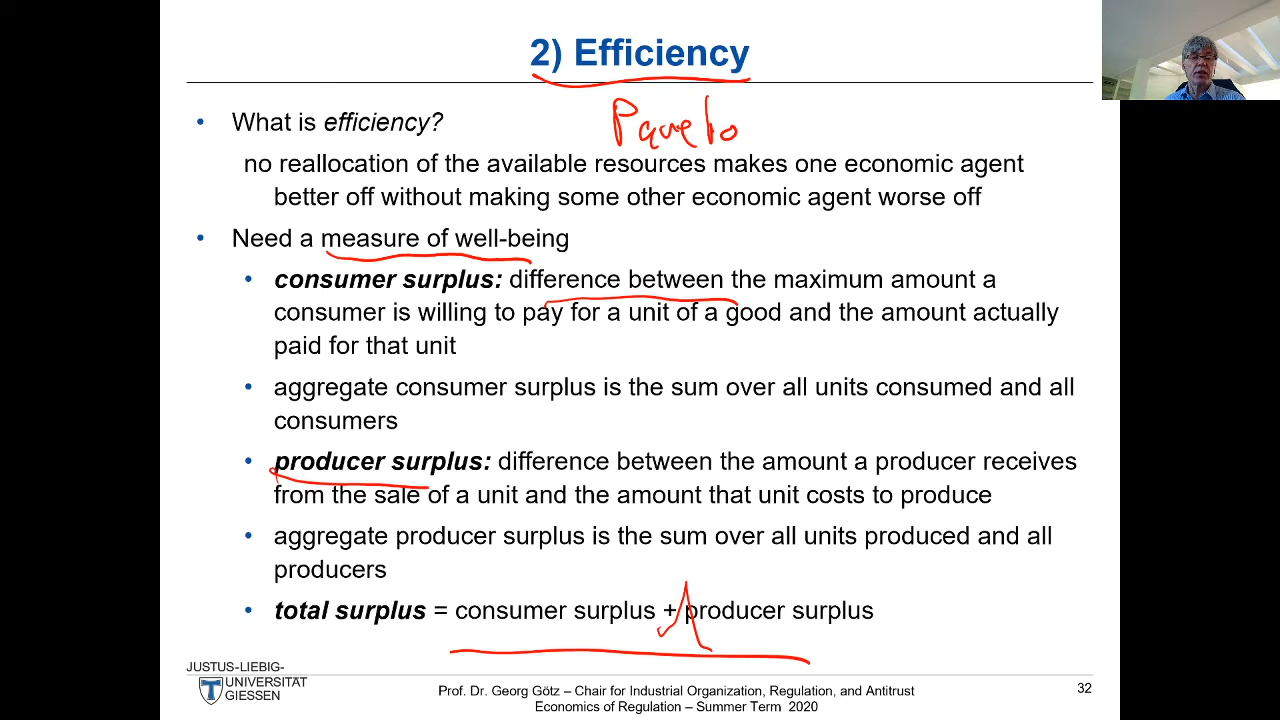 2) Efficiency
• What is efficiency?
Pareto
no reallocation of the available resources makes one economic agent
better off without making some other economic agent worse off
• Need a measure of well-being
• consumer surplus: difference between the maximum amount a
consumer is willing to pay for a unit of a good and the amount actually
paid for that unit
• aggregate consumer surplus is the sum over all units consumed and all
consumers
• producer surplus: difference between the amount a producer receives
from the sale of a unit and the amount that unit costs to produce
• aggregate producer surplus is the sum over all units produced and all
producers
• total surplus = consumer surplus + producer surplus
JUSTUS-LIEBIG-
UNIVERSITÄT
GIESSEN
Prof. Dr. Georg Götz – Chair for Industrial Organization, Regulation, and Antitrust
Economics of Regulation – Summer Term 2020
32